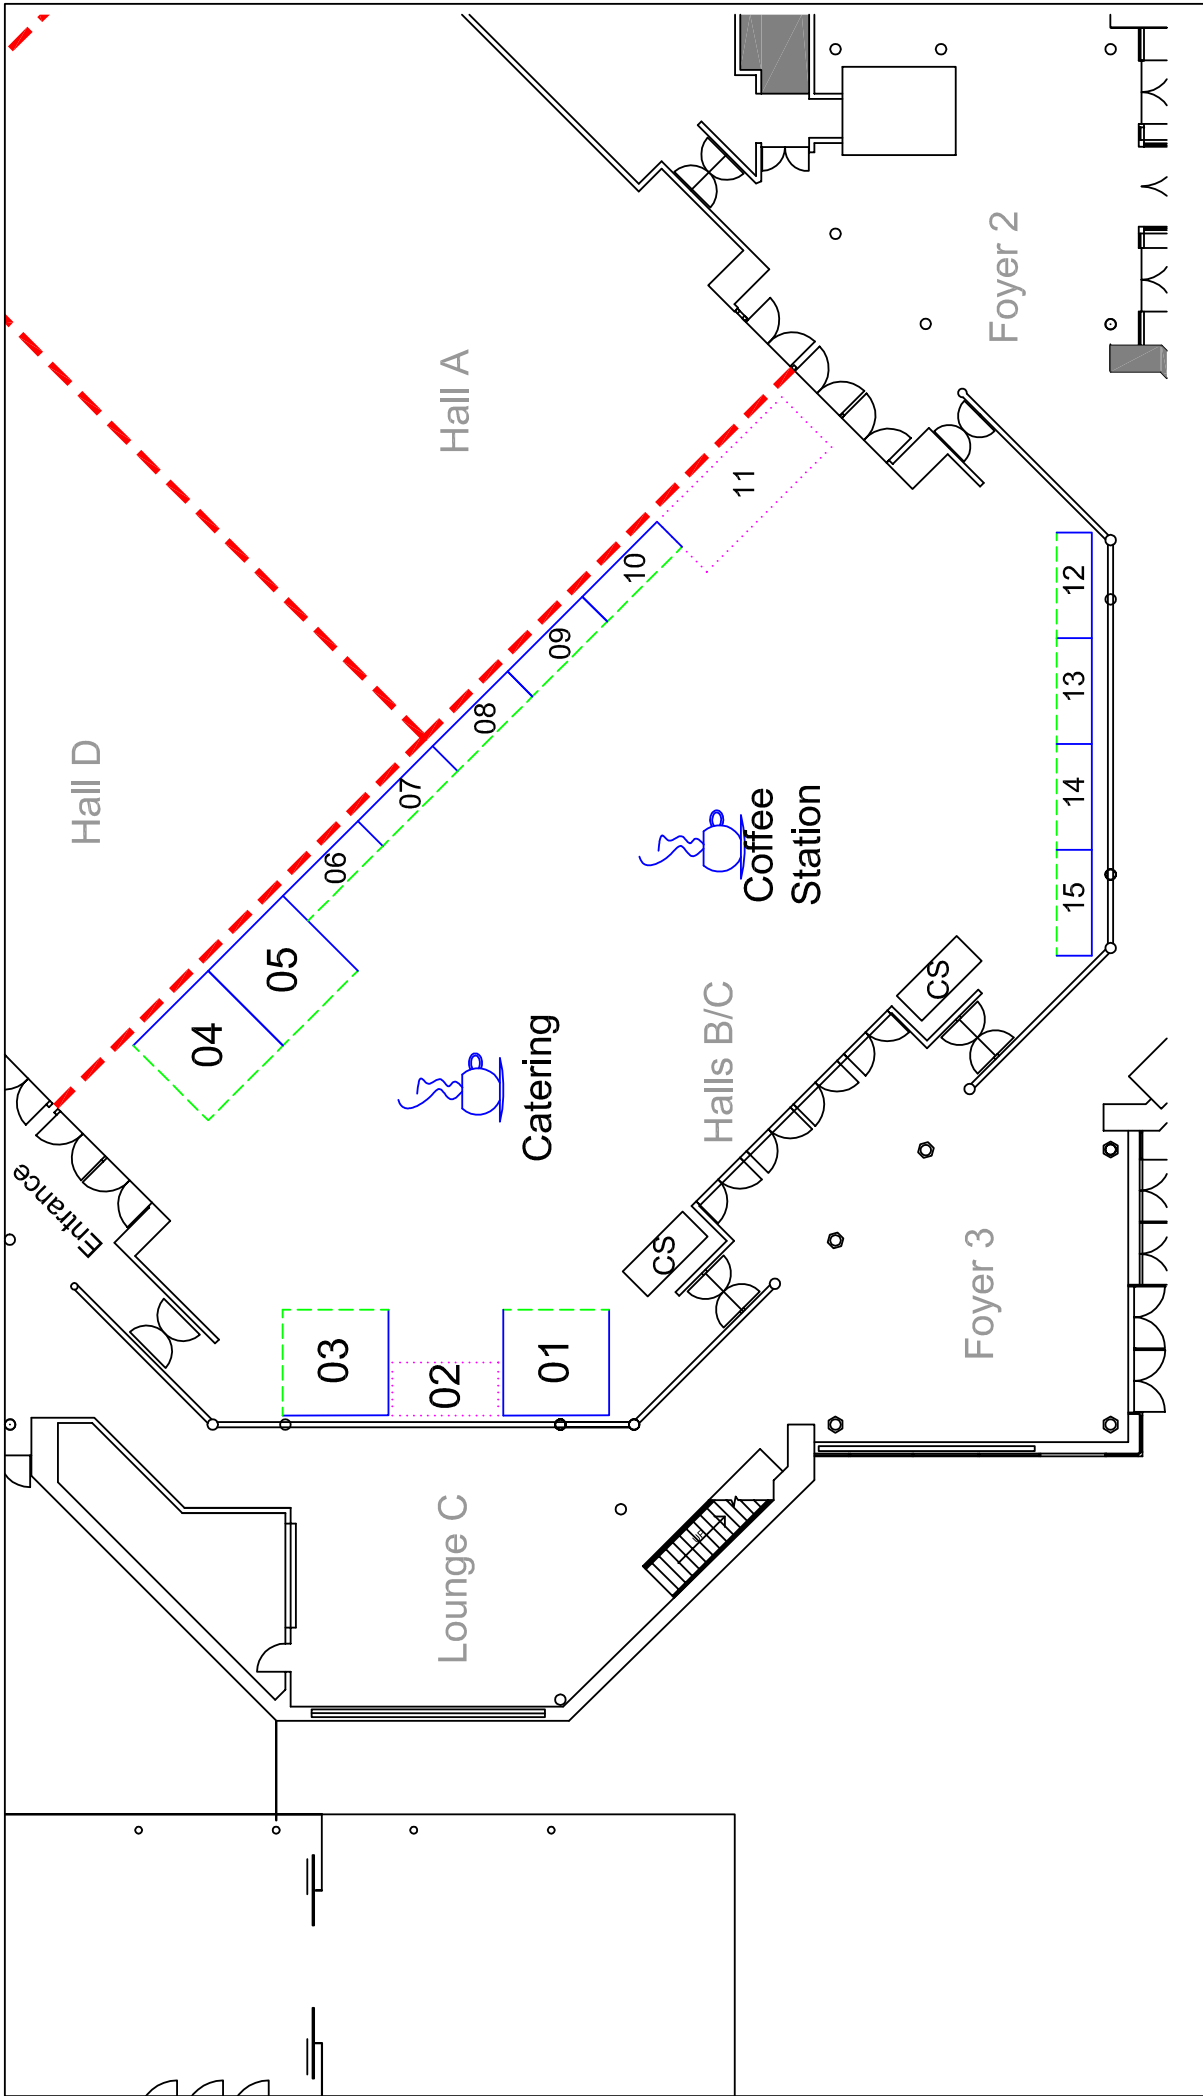 Hall D
Hall A
Foyer 2
Entrance
04
05
06
07
08
09
10
11
Catering
Coffee
Station
Halls B/C
12
13
14
15
CS
CS
03
02
01
Foyer 3
Lounge C
UP